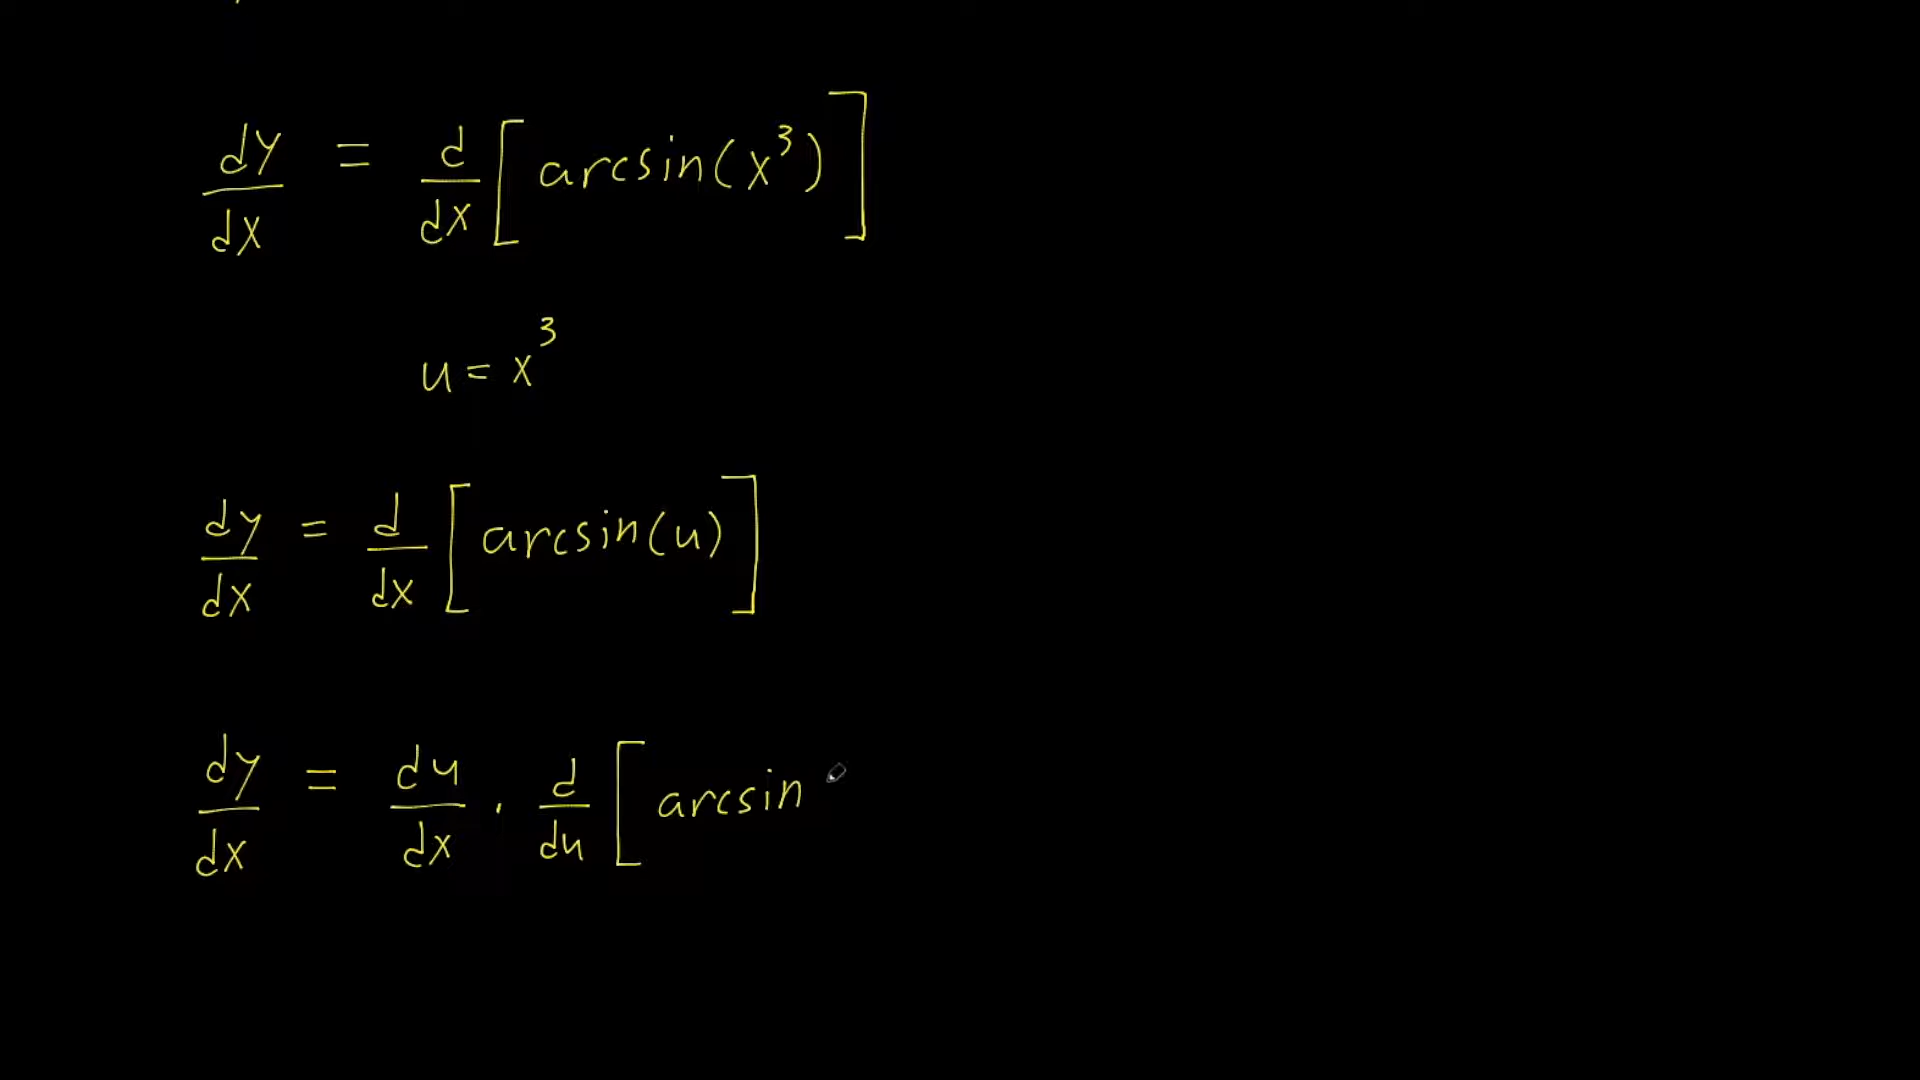 dy/dx = d/dx [arcsin(x³)]
u = x³
dy/dx = d/dx [arcsin(u)]
dy/dx = du/dx · d/du [arcsin